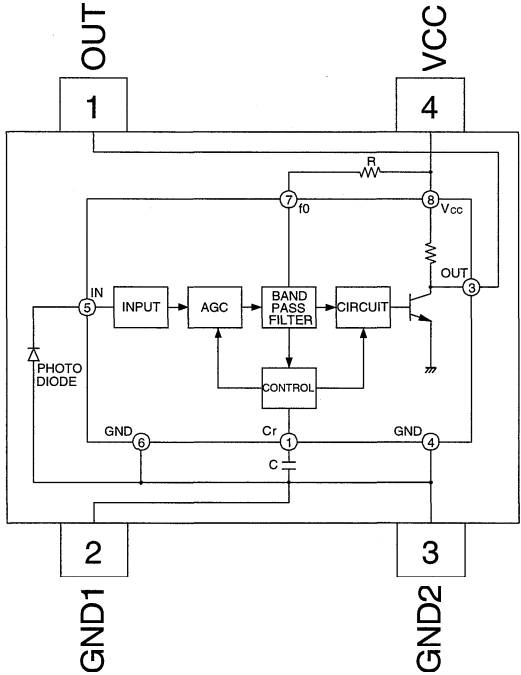 OUT
VCC
1
4
R
7
f0
8
Vcc
OUT
3
IN
5
INPUT
AGC
BAND
PASS
FILTER
CIRCUIT
PHOTO
DIODE
CONTROL
GND
6
Cr
1
GND
4
C
2
3
GND1
GND2